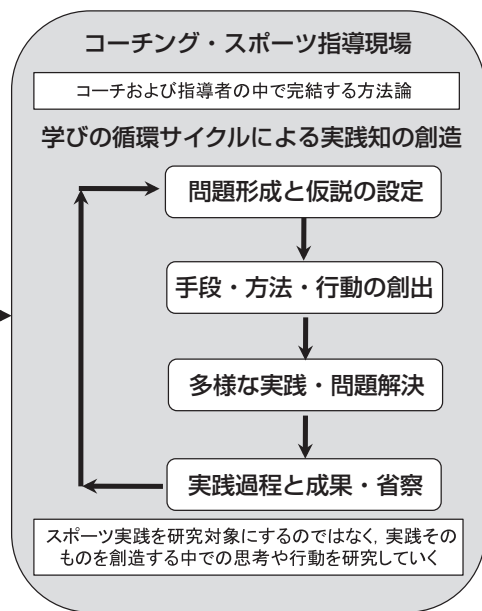 コーチング・スポーツ指導現場
コーチおよび指導者の中で完結する方法論
学びの循環サイクルによる実践知の創造
問題形成と仮説の設定
手段・方法・行動の創出
多様な実践・問題解決
実践過程と成果・省察
スポーツ実践を研究対象にするのではなく，実践そ
のものを創造する中での思考や行動を研究していく